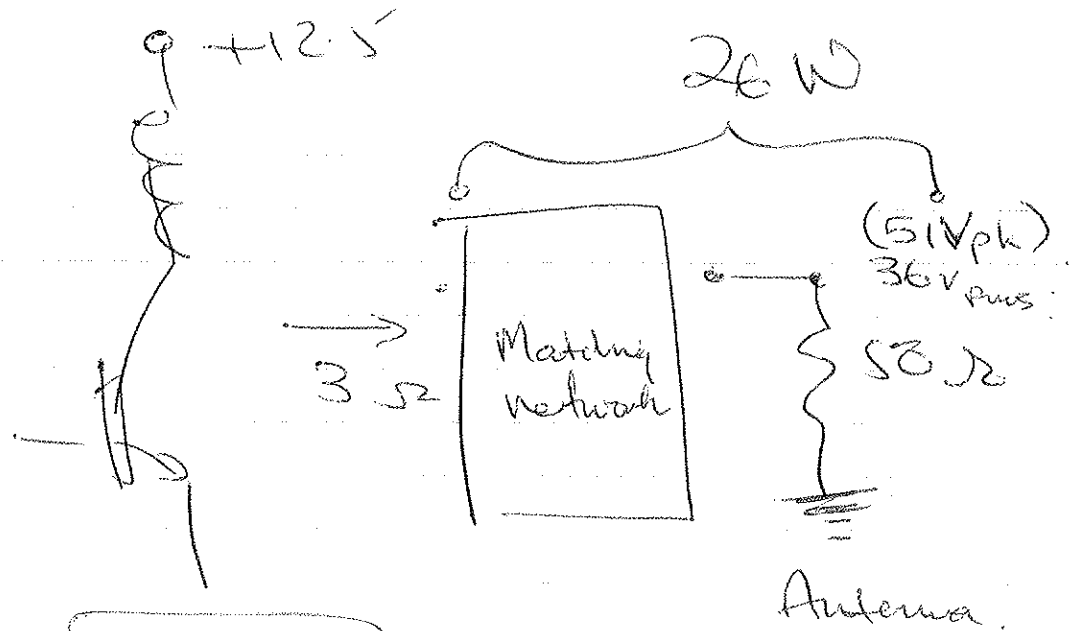 +12.5
26 W
(51Vpk)
36Vrms.
3 Ω
Matching
network
50 Ω
Antenna.